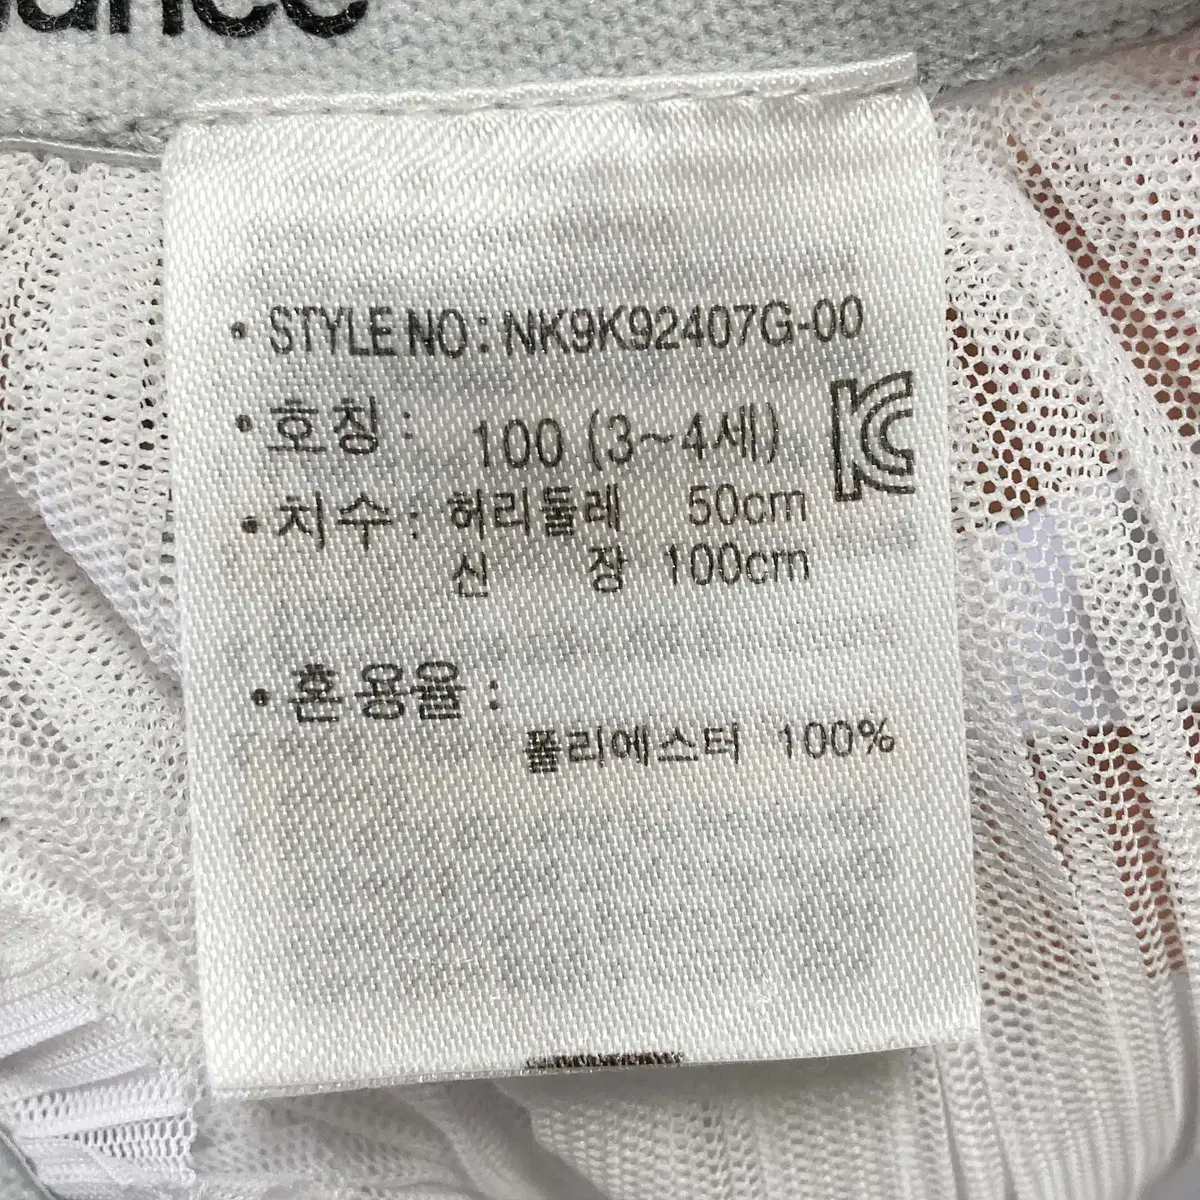 ance
• STYLE NO : NK9K92407G-00
• 호칭 : 100 (3~4세)
• 치수 : 허리둘레 50cm
신 장 100cm
• 혼용율 :
폴리에스터 100%